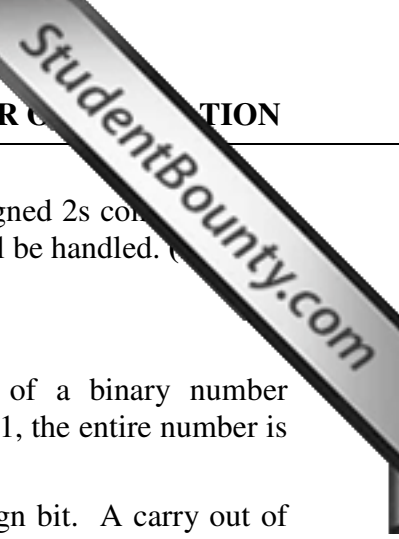 StudentBounty.com
R O TION
gned 2s com
l be handled. (
of a binary number
1, the entire number is
gn bit. A carry out of